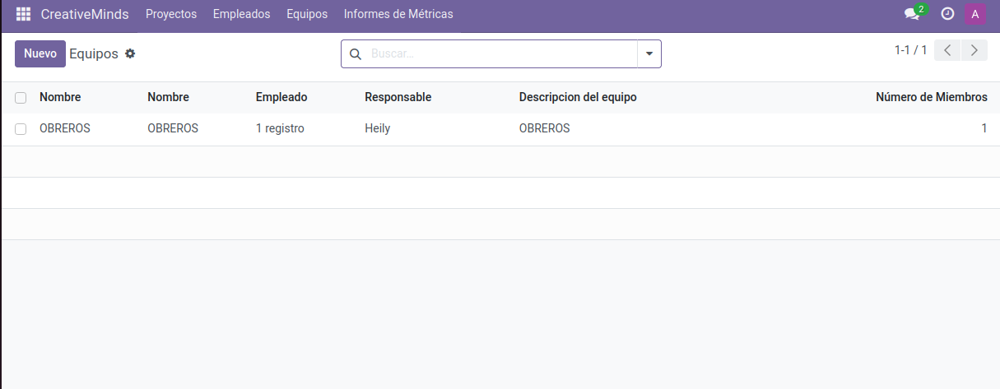 CreativeMinds Proyectos Empleados Equipos Informes de Métricas 2 A
Nuevo Equipos Buscar... 1-1 / 1
Nombre Nombre Empleado Responsable Descripcion del equipo Número de Miembros
OBREROS OBREROS 1 registro Heily OBREROS 1